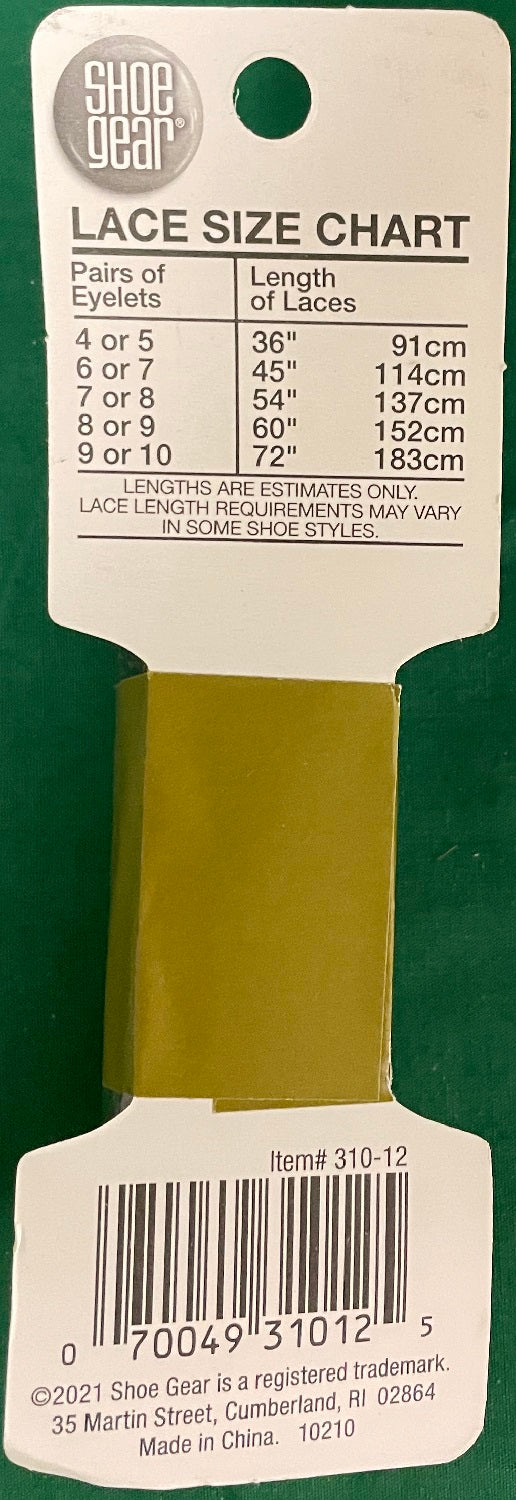 SHOE
gear®
LACE SIZE CHART
Pairs of Eyelets Length of Laces
4 or 5 36" 91cm
6 or 7 45" 114cm
7 or 8 54" 137cm
8 or 9 60" 152cm
9 or 10 72" 183cm
LENGTHS ARE ESTIMATES ONLY.
LACE LENGTH REQUIREMENTS MAY VARY
IN SOME SHOE STYLES.
Item# 310-12
0 70049 31012 5
©2021 Shoe Gear is a registered trademark.
35 Martin Street, Cumberland, RI 02864
Made in China. 10210